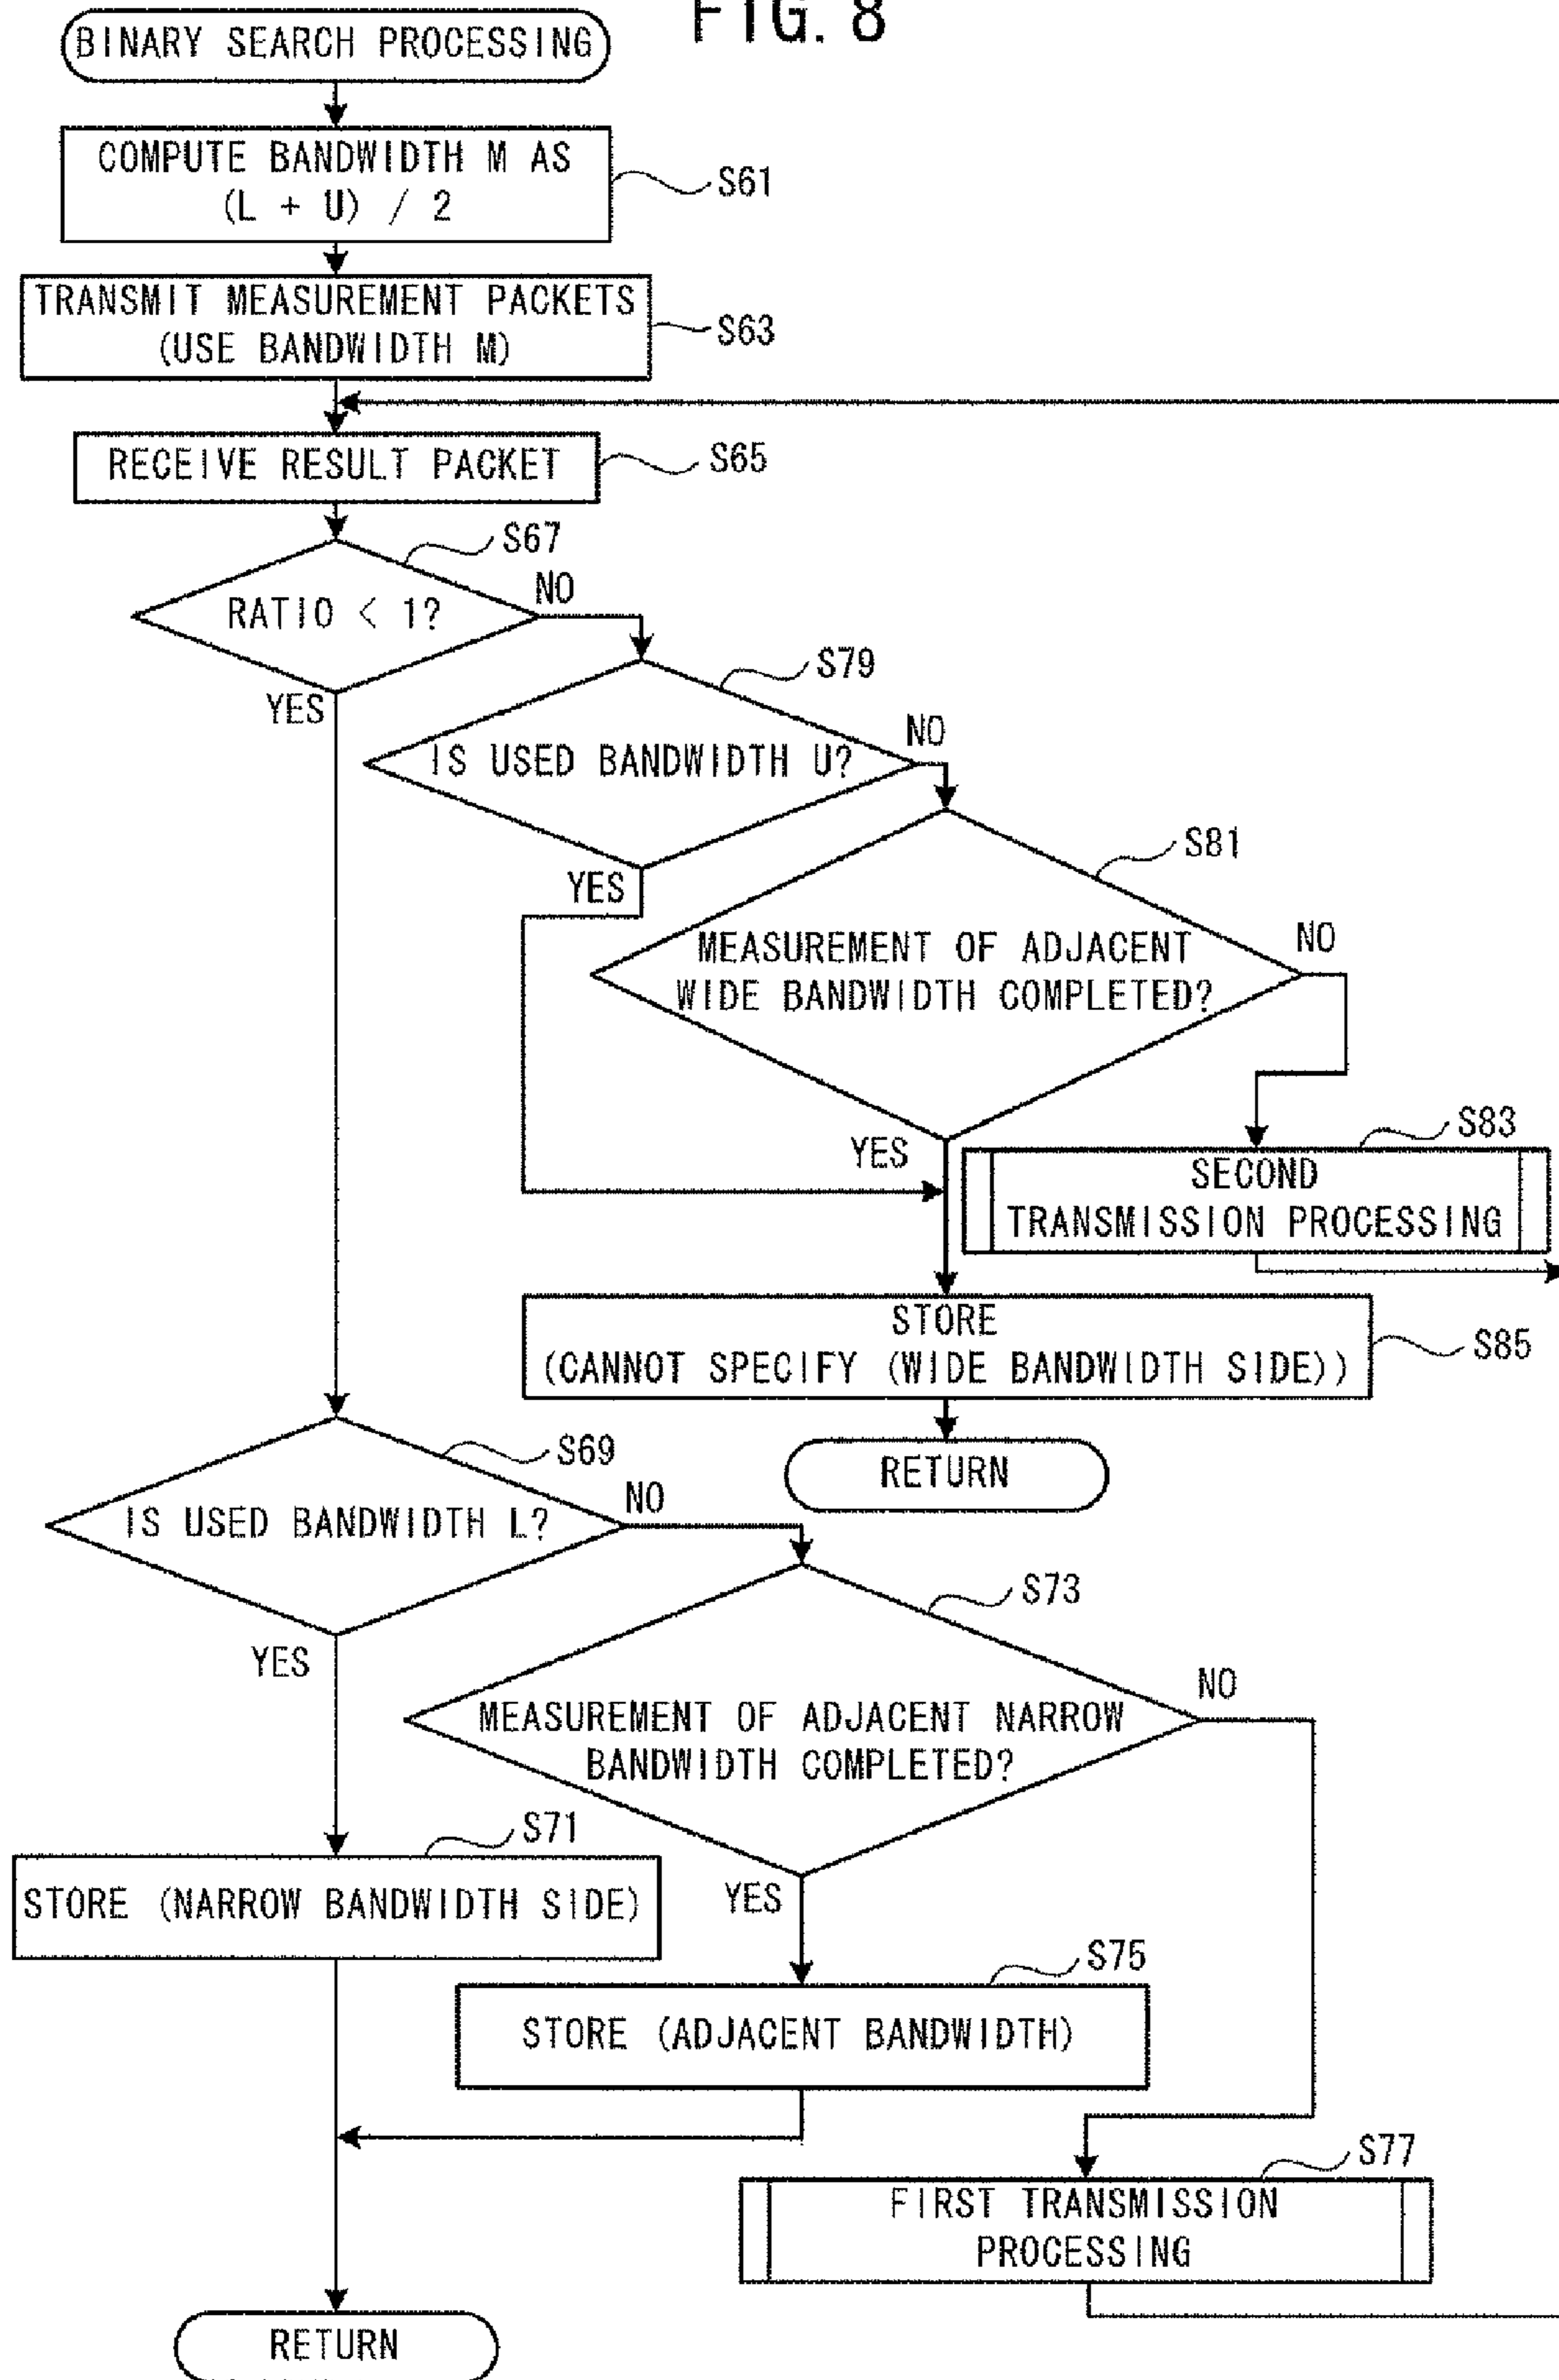 FIG. 8
BINARY SEARCH PROCESSING
COMPUTE BANDWIDTH M AS
(L + U) / 2
S61
TRANSMIT MEASUREMENT PACKETS
(USE BANDWIDTH M)
S63
RECEIVE RESULT PACKET
S65
S67
RATIO < 1?
NO
YES
S79
IS USED BANDWIDTH U?
NO
YES
S81
MEASUREMENT OF ADJACENT
WIDE BANDWIDTH COMPLETED?
NO
YES
S83
SECOND
TRANSMISSION PROCESSING
STORE
(CANNOT SPECIFY (WIDE BANDWIDTH SIDE))
S85
RETURN
S69
IS USED BANDWIDTH L?
NO
YES
S73
MEASUREMENT OF ADJACENT NARROW
BANDWIDTH COMPLETED?
NO
YES
S71
STORE (NARROW BANDWIDTH SIDE)
S75
STORE (ADJACENT BANDWIDTH)
S77
FIRST TRANSMISSION
PROCESSING
RETURN